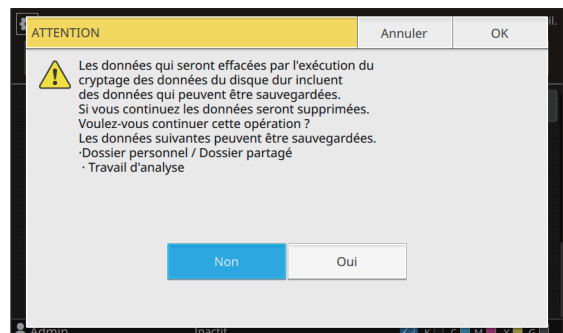 ATTENTION
Annuler
OK
Les données qui seront effacées par l'exécution du
cryptage des données du disque dur incluent
des données qui peuvent être sauvegardées.
Si vous continuez les données seront supprimées.
Voulez-vous continuer cette opération ?
Les données suivantes peuvent être sauvegardées.
·Dossier personnel / Dossier partagé
· Travail d'analyse
Non
Oui
Admin
Inactif
K
C
M
Y